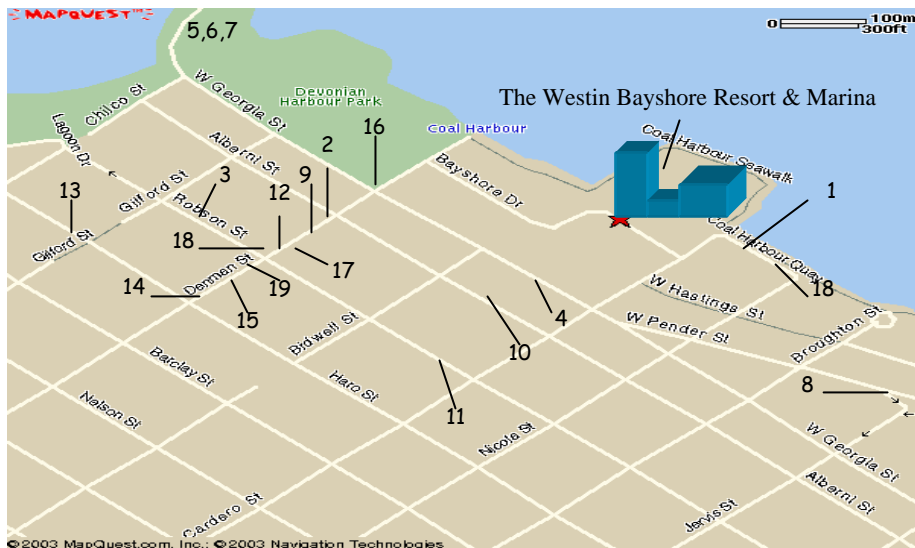 MAPQUEST
5,6,7
0 100m
300ft
The Westin Bayshore Resort & Marina
Chilco St
W Georgia St
Devonian
Harbour Park
16
Coal Harbour
Coal Harbour Seawalk
Lagoon Dr
Alberni St
2
9
Bayshore Dr
13
Gilford St
3
12
1
Robson St
Gilford St
18
Denman St
17
Coal Harbour Quay
14
19
15
W Hastings St
18
4
W Pender St
Bidwell St
10
Broughton St
Barclay St
Haro St
11
8
Nelson St
Nicola St
W Georgia St
Cardero St
Jervis St
Alberni St
©2003 MapQuest.com, Inc.; ©2003 Navigation Technologies